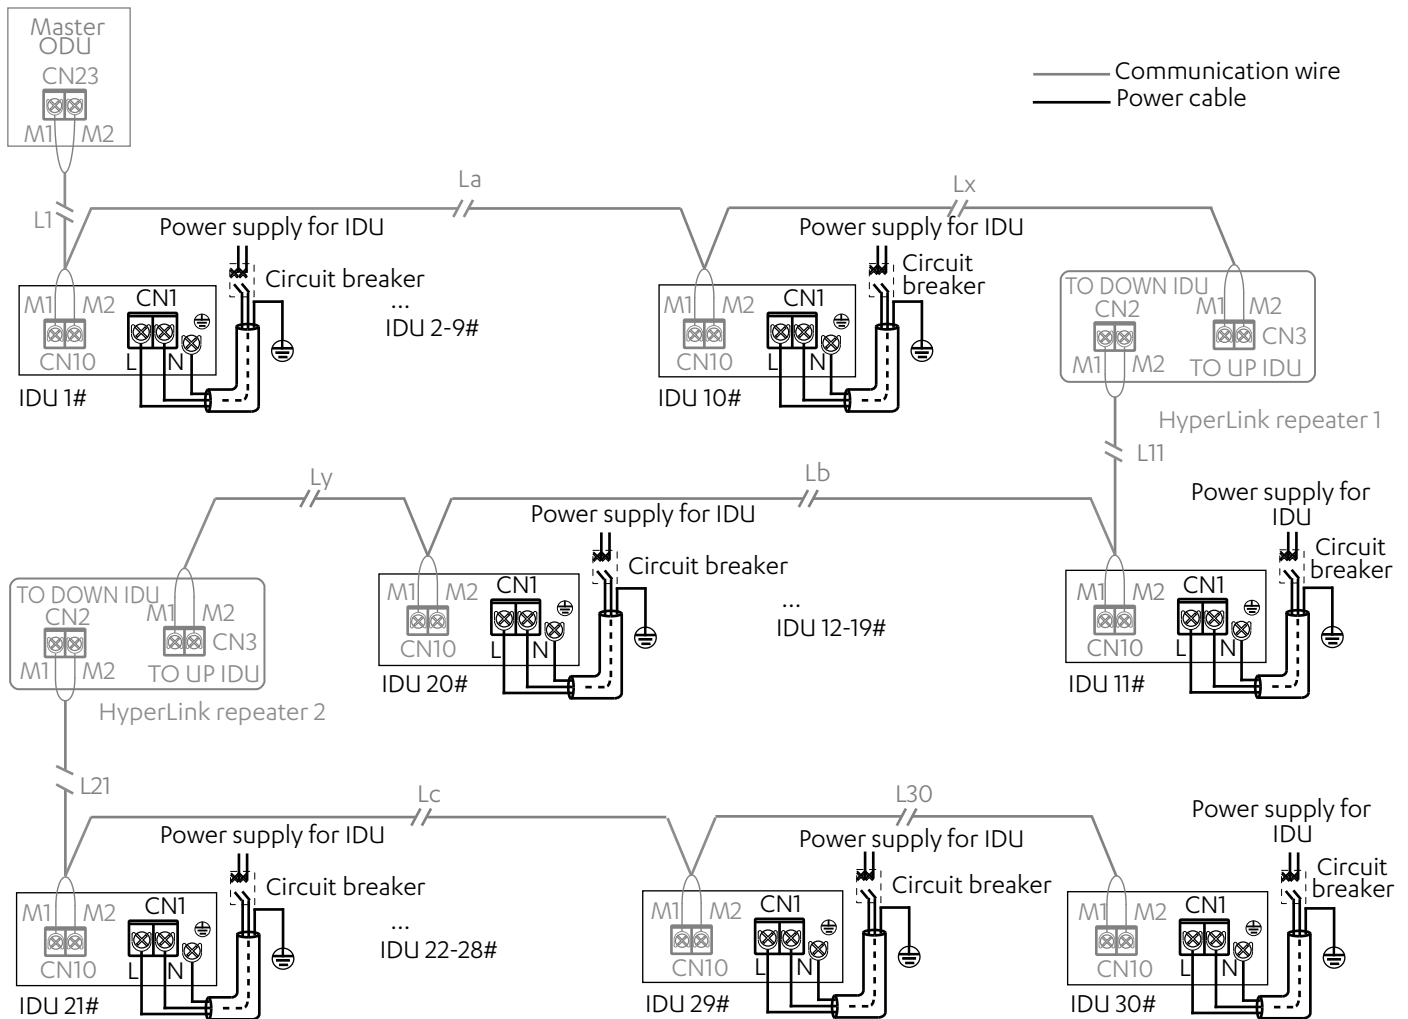 Master
ODU
CN23
M1 M2
Communication wire
Power cable
L1
La
Lx
Power supply for IDU
Circuit breaker
M1 M2
CN1
CN10
L N
IDU 1#
...
IDU 2-9#
Power supply for IDU
Circuit
breaker
M1 M2
CN1
CN10
L N
IDU 10#
TO DOWN IDU
CN2
M1 M2
M1 M2
CN3
TO UP IDU
HyperLink repeater 1
L11
Ly
Lb
TO DOWN IDU
CN2
M1 M2
M1 M2
CN3
TO UP IDU
HyperLink repeater 2
Power supply for IDU
Circuit breaker
M1 M2
CN1
CN10
L N
IDU 20#
...
IDU 12-19#
Power supply for
IDU
Circuit
breaker
M1 M2
CN1
CN10
L N
IDU 11#
L21
Lc
L30
Power supply for IDU
Circuit breaker
M1 M2
CN1
CN10
L N
IDU 21#
...
IDU 22-28#
Power supply for IDU
Circuit breaker
M1 M2
CN1
CN10
L N
IDU 29#
Power supply for
IDU
Circuit
breaker
M1 M2
CN1
CN10
L N
IDU 30#